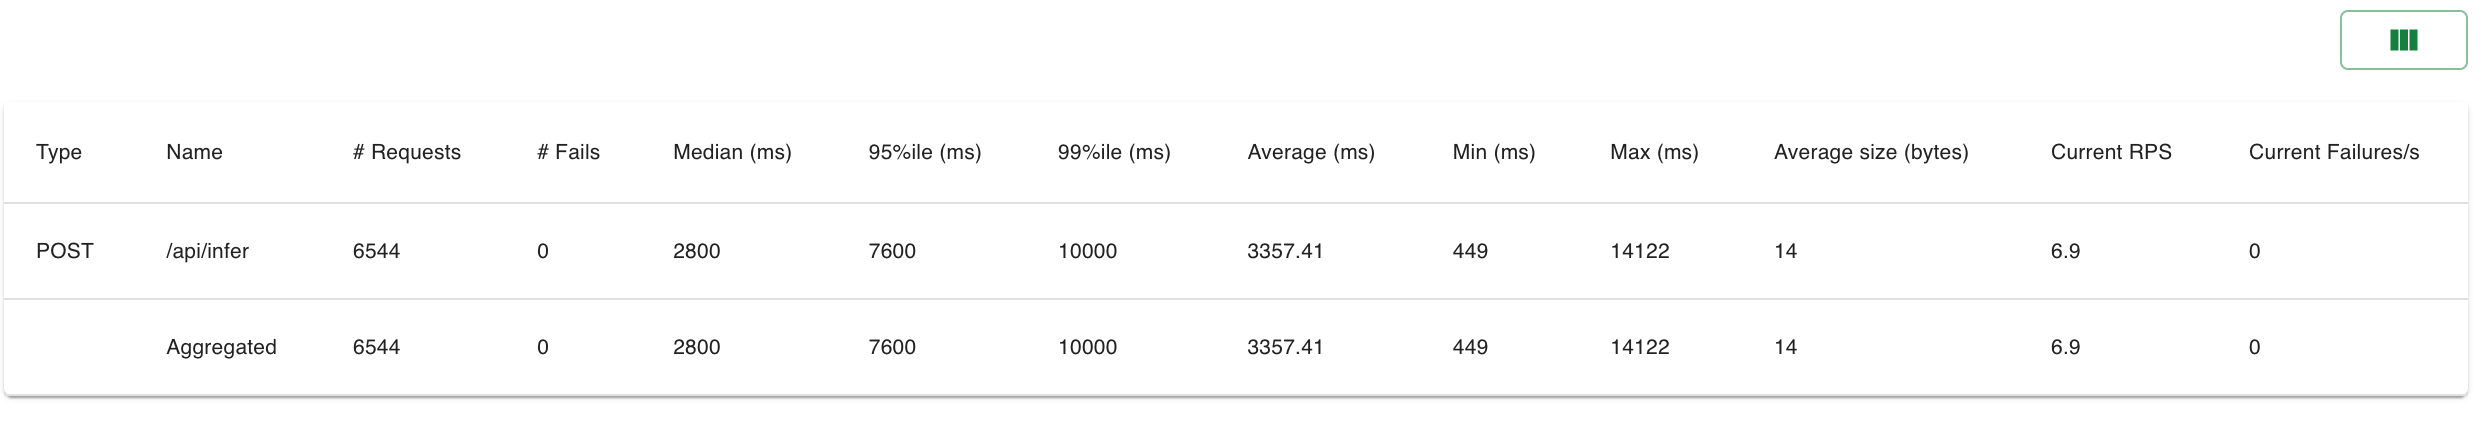 Type Name # Requests # Fails Median (ms) 95%ile (ms) 99%ile (ms) Average (ms) Min (ms) Max (ms) Average size (bytes) Current RPS Current Failures/s
POST /api/infer 6544 0 2800 7600 10000 3357.41 449 14122 14 6.9 0
Aggregated 6544 0 2800 7600 10000 3357.41 449 14122 14 6.9 0